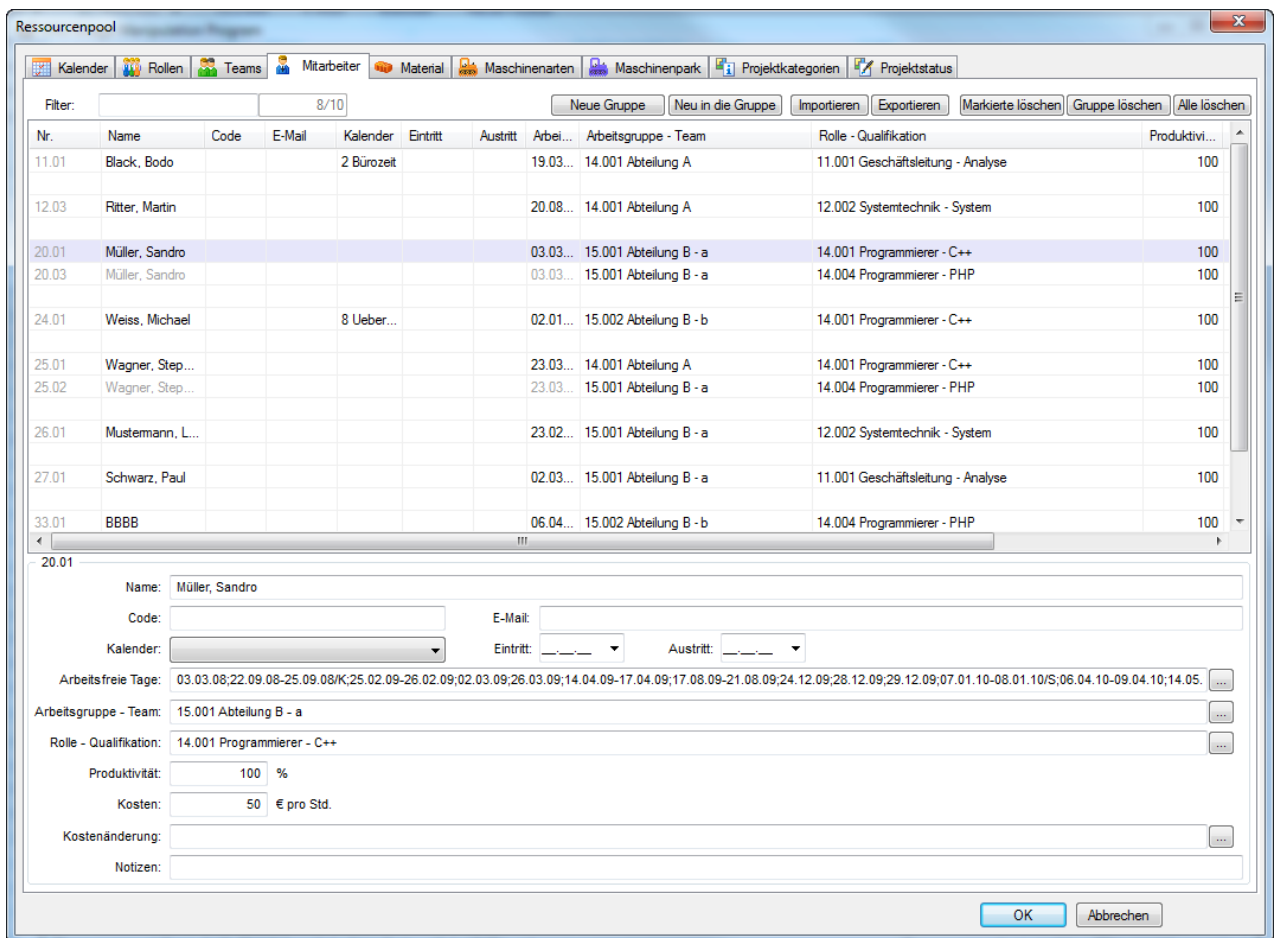 Ressourcenpool
Kalender Rollen Teams Mitarbeiter Material Maschinenarten Maschinenpark Projektkategorien Projektstatus
Filter: 8/10 Neue Gruppe Neu in die Gruppe Importieren Exportieren Markierte löschen Gruppe löschen Alle löschen
Nr. Name Code E-Mail Kalender Eintritt Austritt Arbei... Arbeitsgruppe - Team Rolle - Qualifikation Produktivi...
11.01 Black, Bodo 2 Bürozeit 19.03... 14.001 Abteilung A 11.001 Geschäftsleitung - Analyse 100
12.03 Ritter, Martin 20.08... 14.001 Abteilung A 12.002 Systemtechnik - System 100
20.01 Müller, Sandro 03.03... 15.001 Abteilung B - a 14.001 Programmierer - C++ 100
20.03 Müller, Sandro 03.03... 15.001 Abteilung B - a 14.004 Programmierer - PHP 100
24.01 Weiss, Michael 8 Ueber... 02.01... 15.002 Abteilung B - b 14.001 Programmierer - C++ 100
25.01 Wagner, Step... 23.03... 14.001 Abteilung A 14.001 Programmierer - C++ 100
25.02 Wagner, Step... 23.03... 15.001 Abteilung B - a 14.004 Programmierer - PHP 100
26.01 Mustermann, L... 23.02... 15.001 Abteilung B - a 12.002 Systemtechnik - System 100
27.01 Schwarz, Paul 02.03... 15.001 Abteilung B - a 11.001 Geschäftsleitung - Analyse 100
33.01 BBBB 06.04... 15.002 Abteilung B - b 14.004 Programmierer - PHP 100
20.01
Name: Müller, Sandro
Code: E-Mail:
Kalender: Eintritt: __.__.__ Austritt: __.__.__
Arbeitsfreie Tage: 03.03.08;22.09.08-25.09.08/K;25.02.09-26.02.09;02.03.09;26.03.09;14.04.09-17.04.09;17.08.09-21.08.09;24.12.09;28.12.09;29.12.09;07.01.10-08.01.10/S;06.04.10-09.04.10;14.05. ...
Arbeitsgruppe - Team: 15.001 Abteilung B - a ...
Rolle - Qualifikation: 14.001 Programmierer - C++ ...
Produktivität: 100 %
Kosten: 50 € pro Std.
Kostenänderung: ...
Notizen:
OK Abbrechen